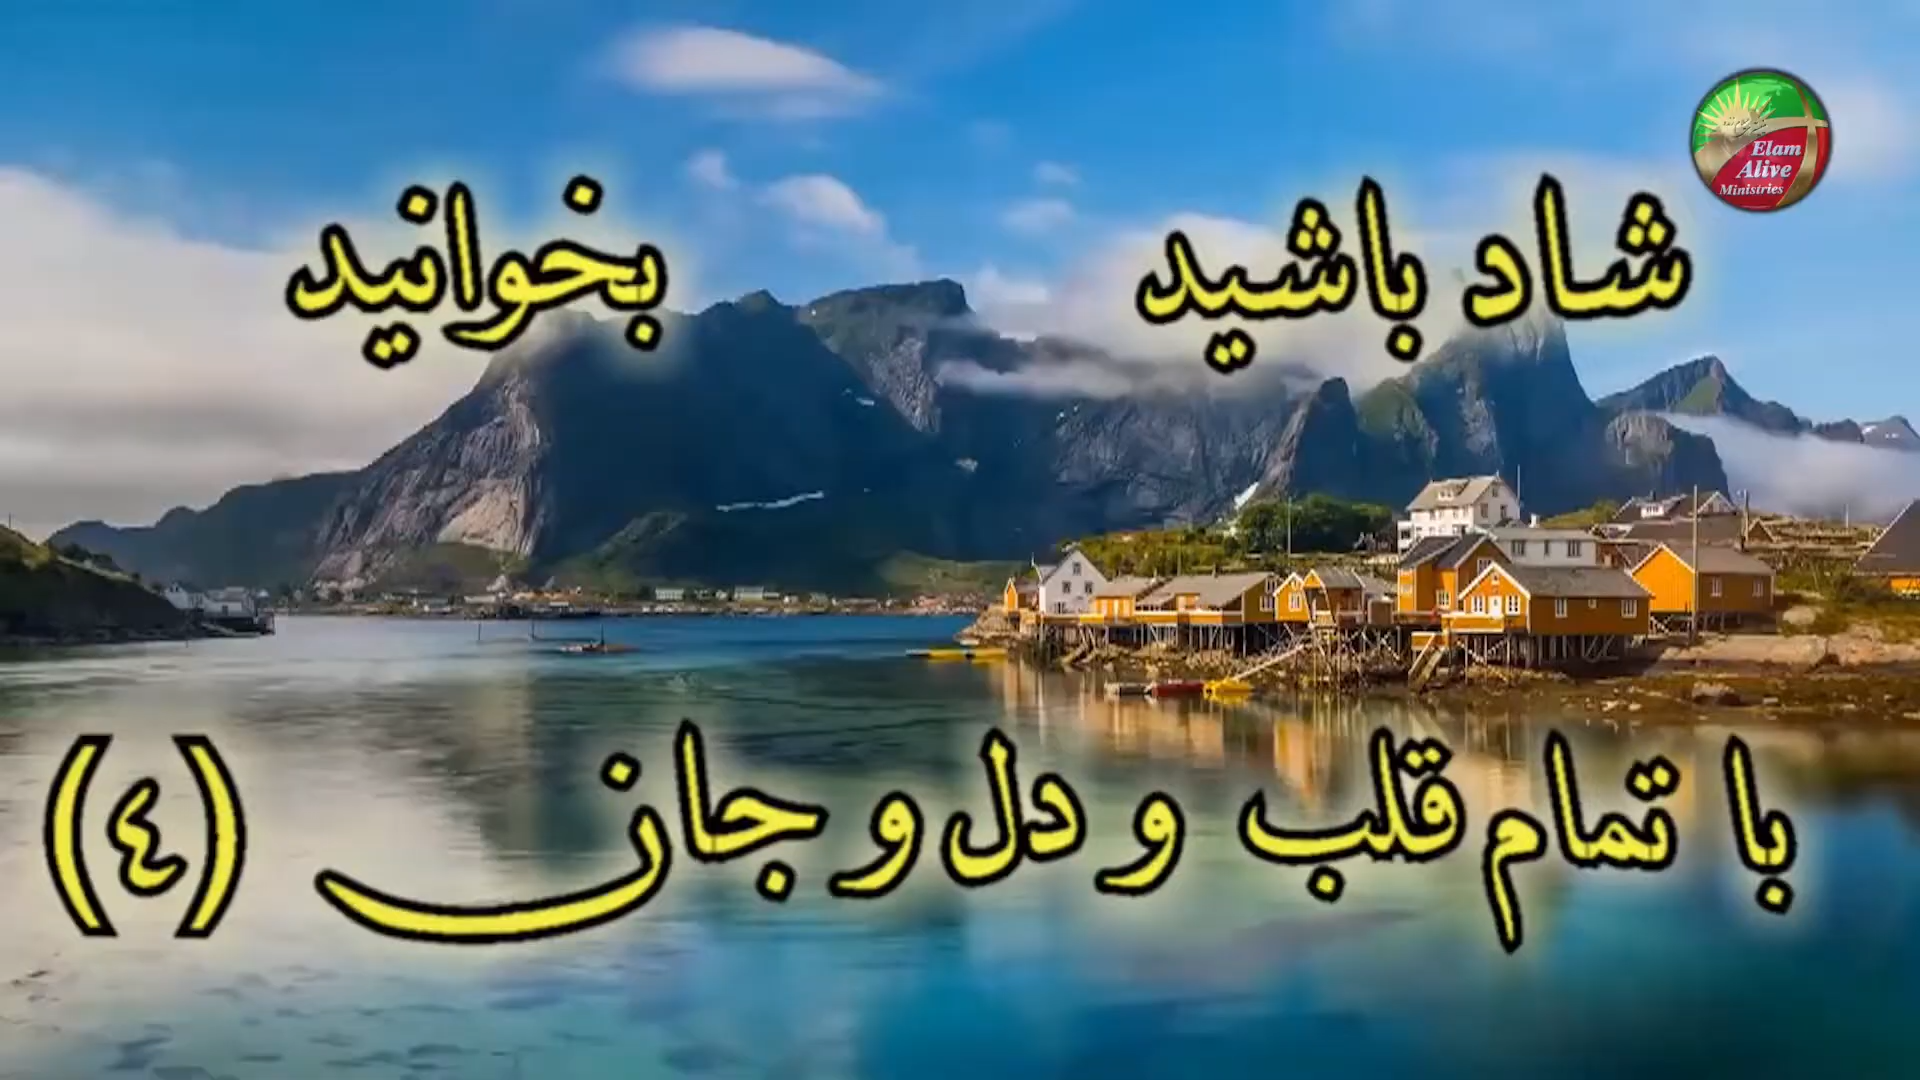 شاد باشید بخوانید
با تمام قلب و دل و جان (٤)
Elam
Alive
Ministries